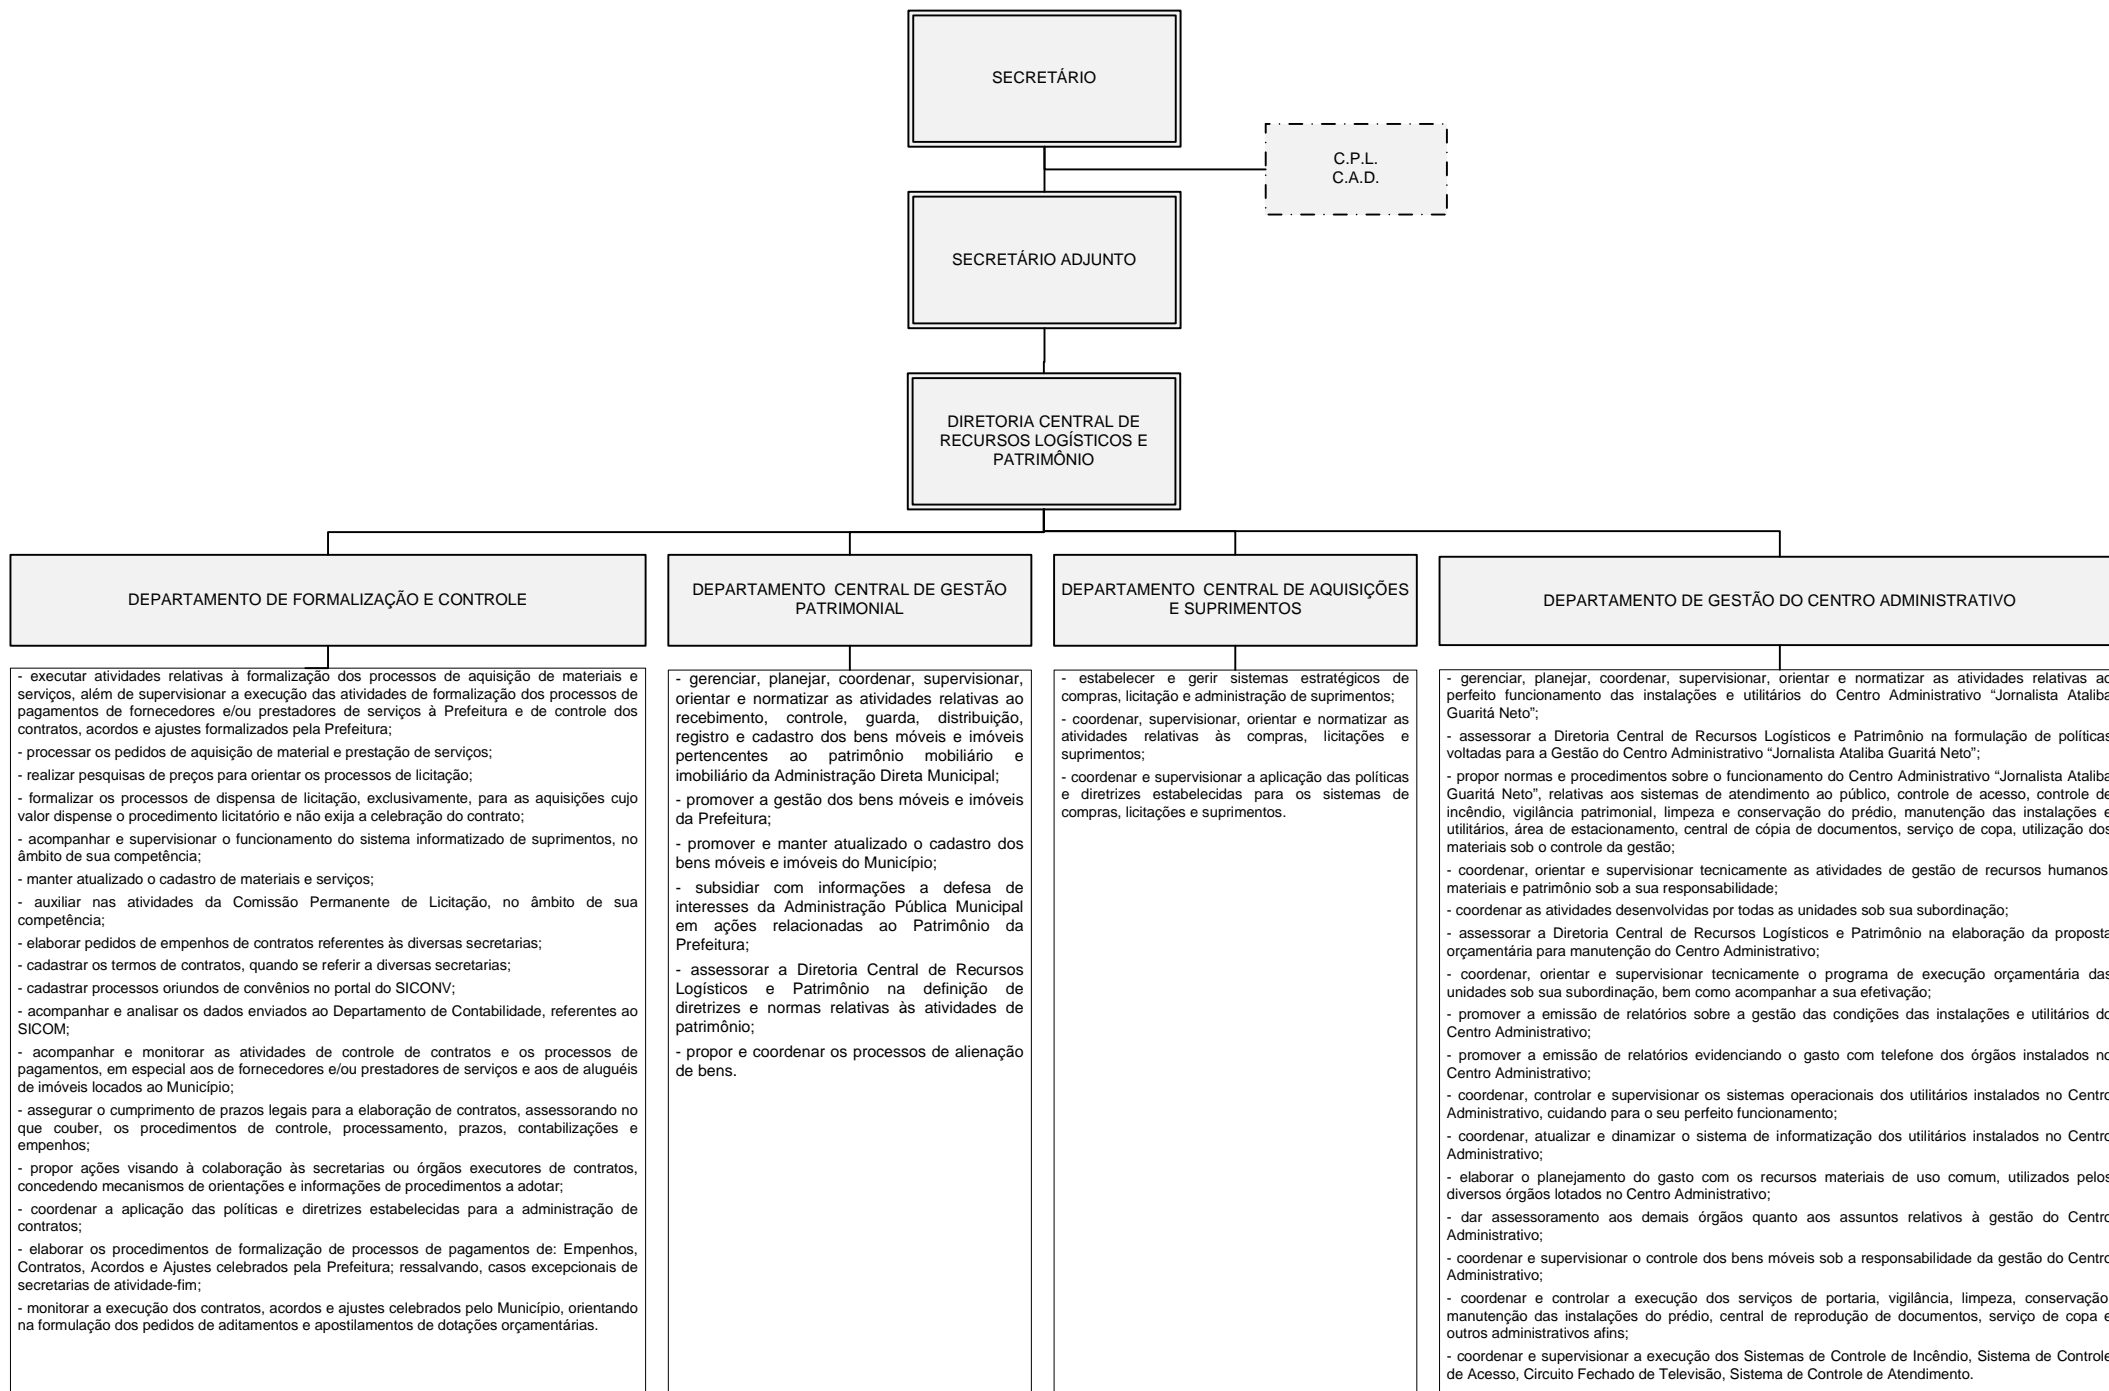 SECRETÁRIO
C.P.L.
C.A.D.
SECRETÁRIO ADJUNTO
DIRETORIA CENTRAL DE
RECURSOS LOGÍSTICOS E
PATRIMÔNIO
DEPARTAMENTO DE FORMALIZAÇÃO E CONTROLE
- executar atividades relativas à formalização dos processos de aquisição de materiais e
serviços, além de supervisionar a execução das atividades de formalização dos processos de
pagamentos de fornecedores e/ou prestadores de serviços à Prefeitura e de controle dos
contratos, acordos e ajustes formalizados pela Prefeitura;
- processar os pedidos de aquisição de material e prestação de serviços;
- realizar pesquisas de preços para orientar os processos de licitação;
- formalizar os processos de dispensa de licitação, exclusivamente, para as aquisições cujo
valor dispense o procedimento licitatório e não exija a celebração do contrato;
- acompanhar e supervisionar o funcionamento do sistema informatizado de suprimentos, no
âmbito de sua competência;
- manter atualizado o cadastro de materiais e serviços;
- auxiliar nas atividades da Comissão Permanente de Licitação, no âmbito de sua
competência;
- elaborar pedidos de empenhos de contratos referentes às diversas secretarias;
- cadastrar os termos de contratos, quando se referir a diversas secretarias;
- cadastrar processos oriundos de convênios no portal do SICONV;
- acompanhar e analisar os dados enviados ao Departamento de Contabilidade, referentes ao
SICOM;
- acompanhar e monitorar as atividades de controle de contratos e os processos de
pagamentos, em especial aos de fornecedores e/ou prestadores de serviços e aos de aluguéis
de imóveis locados ao Município;
- assegurar o cumprimento de prazos legais para a elaboração de contratos, assessorando no
que couber, os procedimentos de controle, processamento, prazos, contabilizações e
empenhos;
- propor ações visando à colaboração às secretarias ou órgãos executores de contratos,
concedendo mecanismos de orientações e informações de procedimentos a adotar;
- coordenar a aplicação das políticas e diretrizes estabelecidas para a administração de
contratos;
- elaborar os procedimentos de formalização de processos de pagamentos de: Empenhos,
Contratos, Acordos e Ajustes celebrados pela Prefeitura; ressalvando, casos excepcionais de
secretarias de atividade-fim;
- monitorar a execução dos contratos, acordos e ajustes celebrados pelo Município, orientando
na formulação dos pedidos de aditamentos e apostilamentos de dotações orçamentárias.
DEPARTAMENTO CENTRAL DE GESTÃO
PATRIMONIAL
- gerenciar, planejar, coordenar, supervisionar,
orientar e normatizar as atividades relativas ao
recebimento, controle, guarda, distribuição,
registro e cadastro dos bens móveis e imóveis
pertencentes ao patrimônio mobiliário e
imobiliário da Administração Direta Municipal;
- promover a gestão dos bens móveis e imóveis
da Prefeitura;
- promover e manter atualizado o cadastro dos
bens móveis e imóveis do Município;
- subsidiar com informações a defesa de
interesses da Administração Pública Municipal
em ações relacionadas ao Patrimônio da
Prefeitura;
- assessorar a Diretoria Central de Recursos
Logísticos e Patrimônio na definição de
diretrizes e normas relativas às atividades de
patrimônio;
- propor e coordenar os processos de alienação
de bens.
DEPARTAMENTO CENTRAL DE AQUISIÇÕES
E SUPRIMENTOS
- estabelecer e gerir sistemas estratégicos de
compras, licitação e administração de suprimentos;
- coordenar, supervisionar, orientar e normatizar as
atividades relativas às compras, licitações e
suprimentos;
- coordenar e supervisionar a aplicação das políticas
e diretrizes estabelecidas para os sistemas de
compras, licitações e suprimentos.
DEPARTAMENTO DE GESTÃO DO CENTRO ADMINISTRATIVO
- gerenciar, planejar, coordenar, supervisionar, orientar e normatizar as atividades relativas ao
perfeito funcionamento das instalações e utilitários do Centro Administrativo “Jornalista Ataliba
Guaritá Neto”;
- assessorar a Diretoria Central de Recursos Logísticos e Patrimônio na formulação de políticas
voltadas para a Gestão do Centro Administrativo “Jornalista Ataliba Guaritá Neto”;
- propor normas e procedimentos sobre o funcionamento do Centro Administrativo “Jornalista Ataliba
Guaritá Neto”, relativas aos sistemas de atendimento ao público, controle de acesso, controle de
incêndio, vigilância patrimonial, limpeza e conservação do prédio, manutenção das instalações e
utilitários, área de estacionamento, central de cópia de documentos, serviço de copa, utilização dos
materiais sob o controle da gestão;
- coordenar, orientar e supervisionar tecnicamente as atividades de gestão de recursos humanos
materiais e patrimônio sob a sua responsabilidade;
- coordenar as atividades desenvolvidas por todas as unidades sob sua subordinação;
- assessorar a Diretoria Central de Recursos Logísticos e Patrimônio na elaboração da proposta
orçamentária para manutenção do Centro Administrativo;
- coordenar, orientar e supervisionar tecnicamente o programa de execução orçamentária das
unidades sob sua subordinação, bem como acompanhar a sua efetivação;
- promover a emissão de relatórios sobre a gestão das condições das instalações e utilitários do
Centro Administrativo;
- promover a emissão de relatórios evidenciando o gasto com telefone dos órgãos instalados no
Centro Administrativo;
- coordenar, controlar e supervisionar os sistemas operacionais dos utilitários instalados no Centro
Administrativo, cuidando para o seu perfeito funcionamento;
- coordenar, atualizar e dinamizar o sistema de informatização dos utilitários instalados no Centro
Administrativo;
- elaborar o planejamento do gasto com os recursos materiais de uso comum, utilizados pelos
diversos órgãos lotados no Centro Administrativo;
- dar assessoramento aos demais órgãos quanto aos assuntos relativos à gestão do Centro
Administrativo;
- coordenar e supervisionar o controle dos bens móveis sob a responsabilidade da gestão do Centro
Administrativo;
- coordenar e controlar a execução dos serviços de portaria, vigilância, limpeza, conservação
manutenção das instalações do prédio, central de reprodução de documentos, serviço de copa e
outros administrativos afins;
- coordenar e supervisionar a execução dos Sistemas de Controle de Incêndio, Sistema de Controle
de Acesso, Circuito Fechado de Televisão, Sistema de Controle de Atendimento.